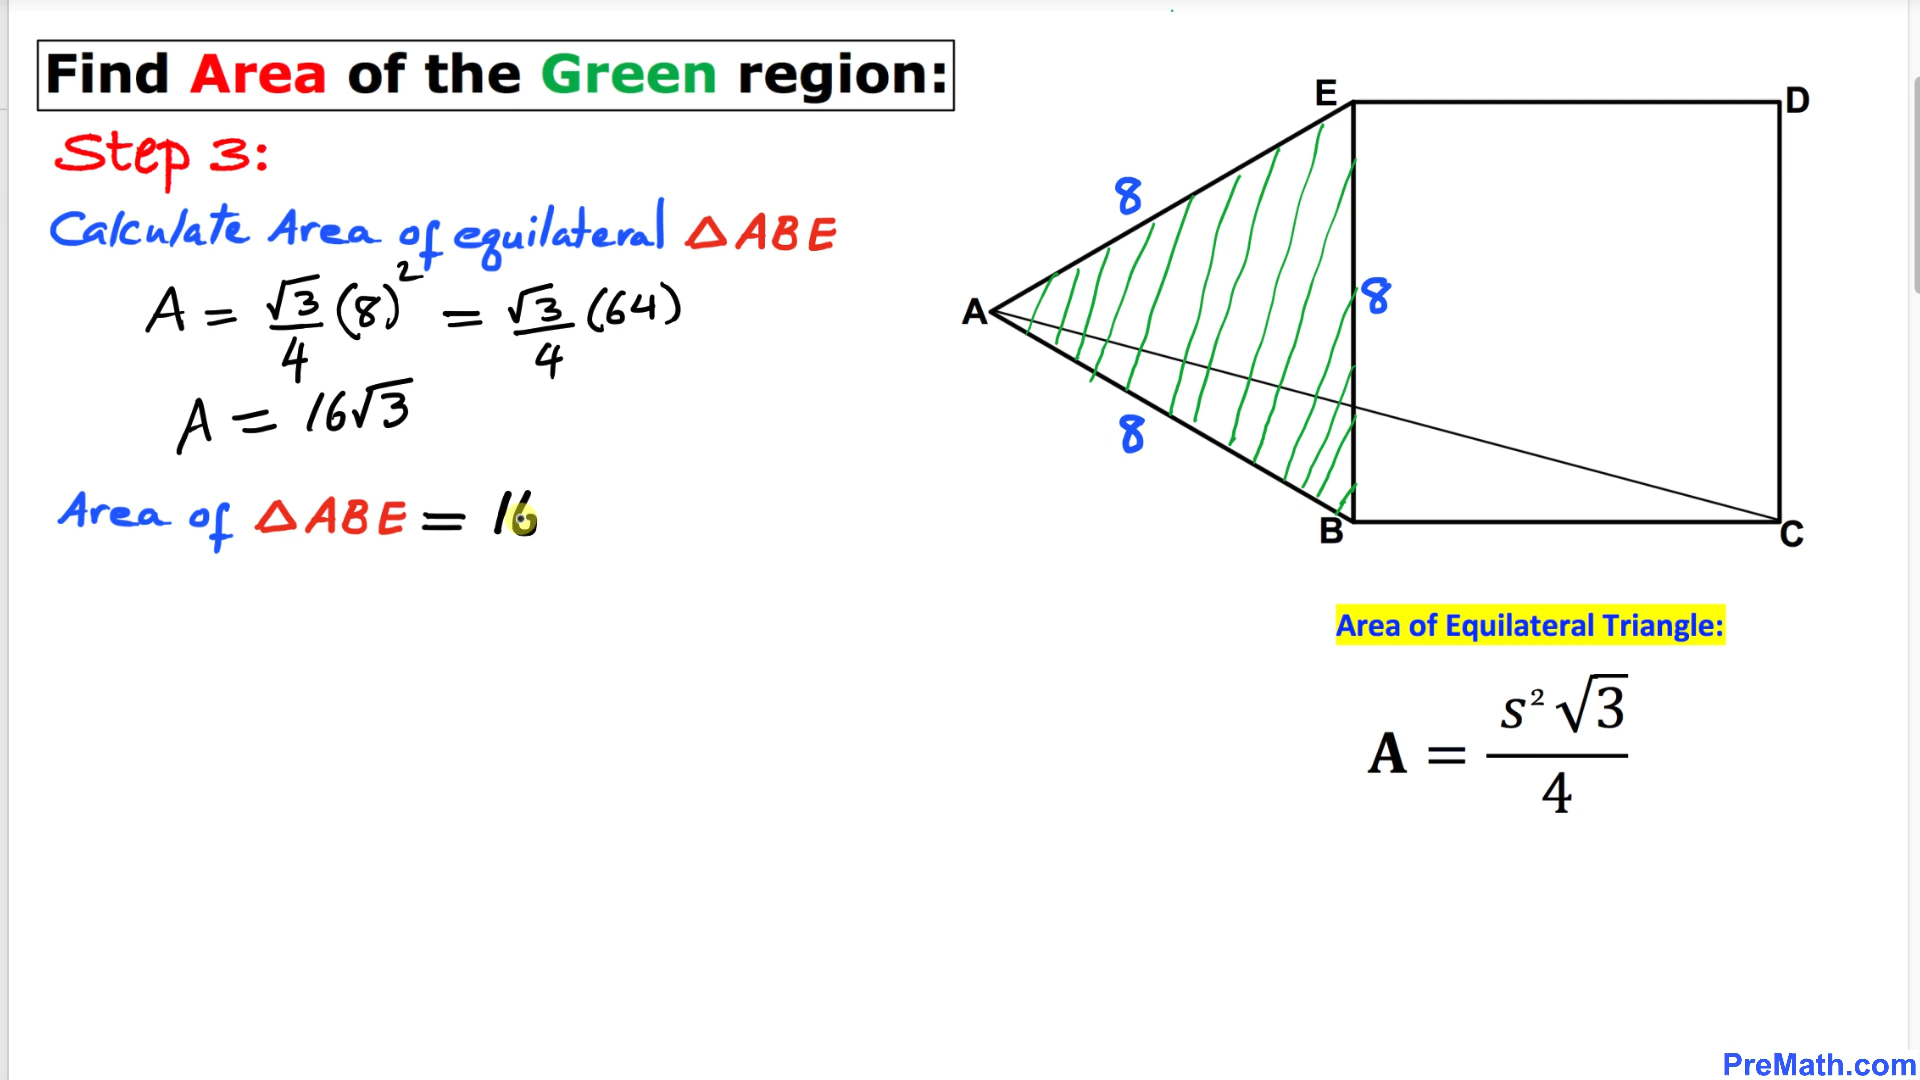 Find Area of the Green region:
Step 3:
Calculate Area of equilateral △ABE
A = √3/4 (8)² = √3/4 (64)
A = 16√3
Area of △ABE = 16
E
D
8
A
8
8
B
C
Area of Equilateral Triangle:
A = s²√3/4
PreMath.com